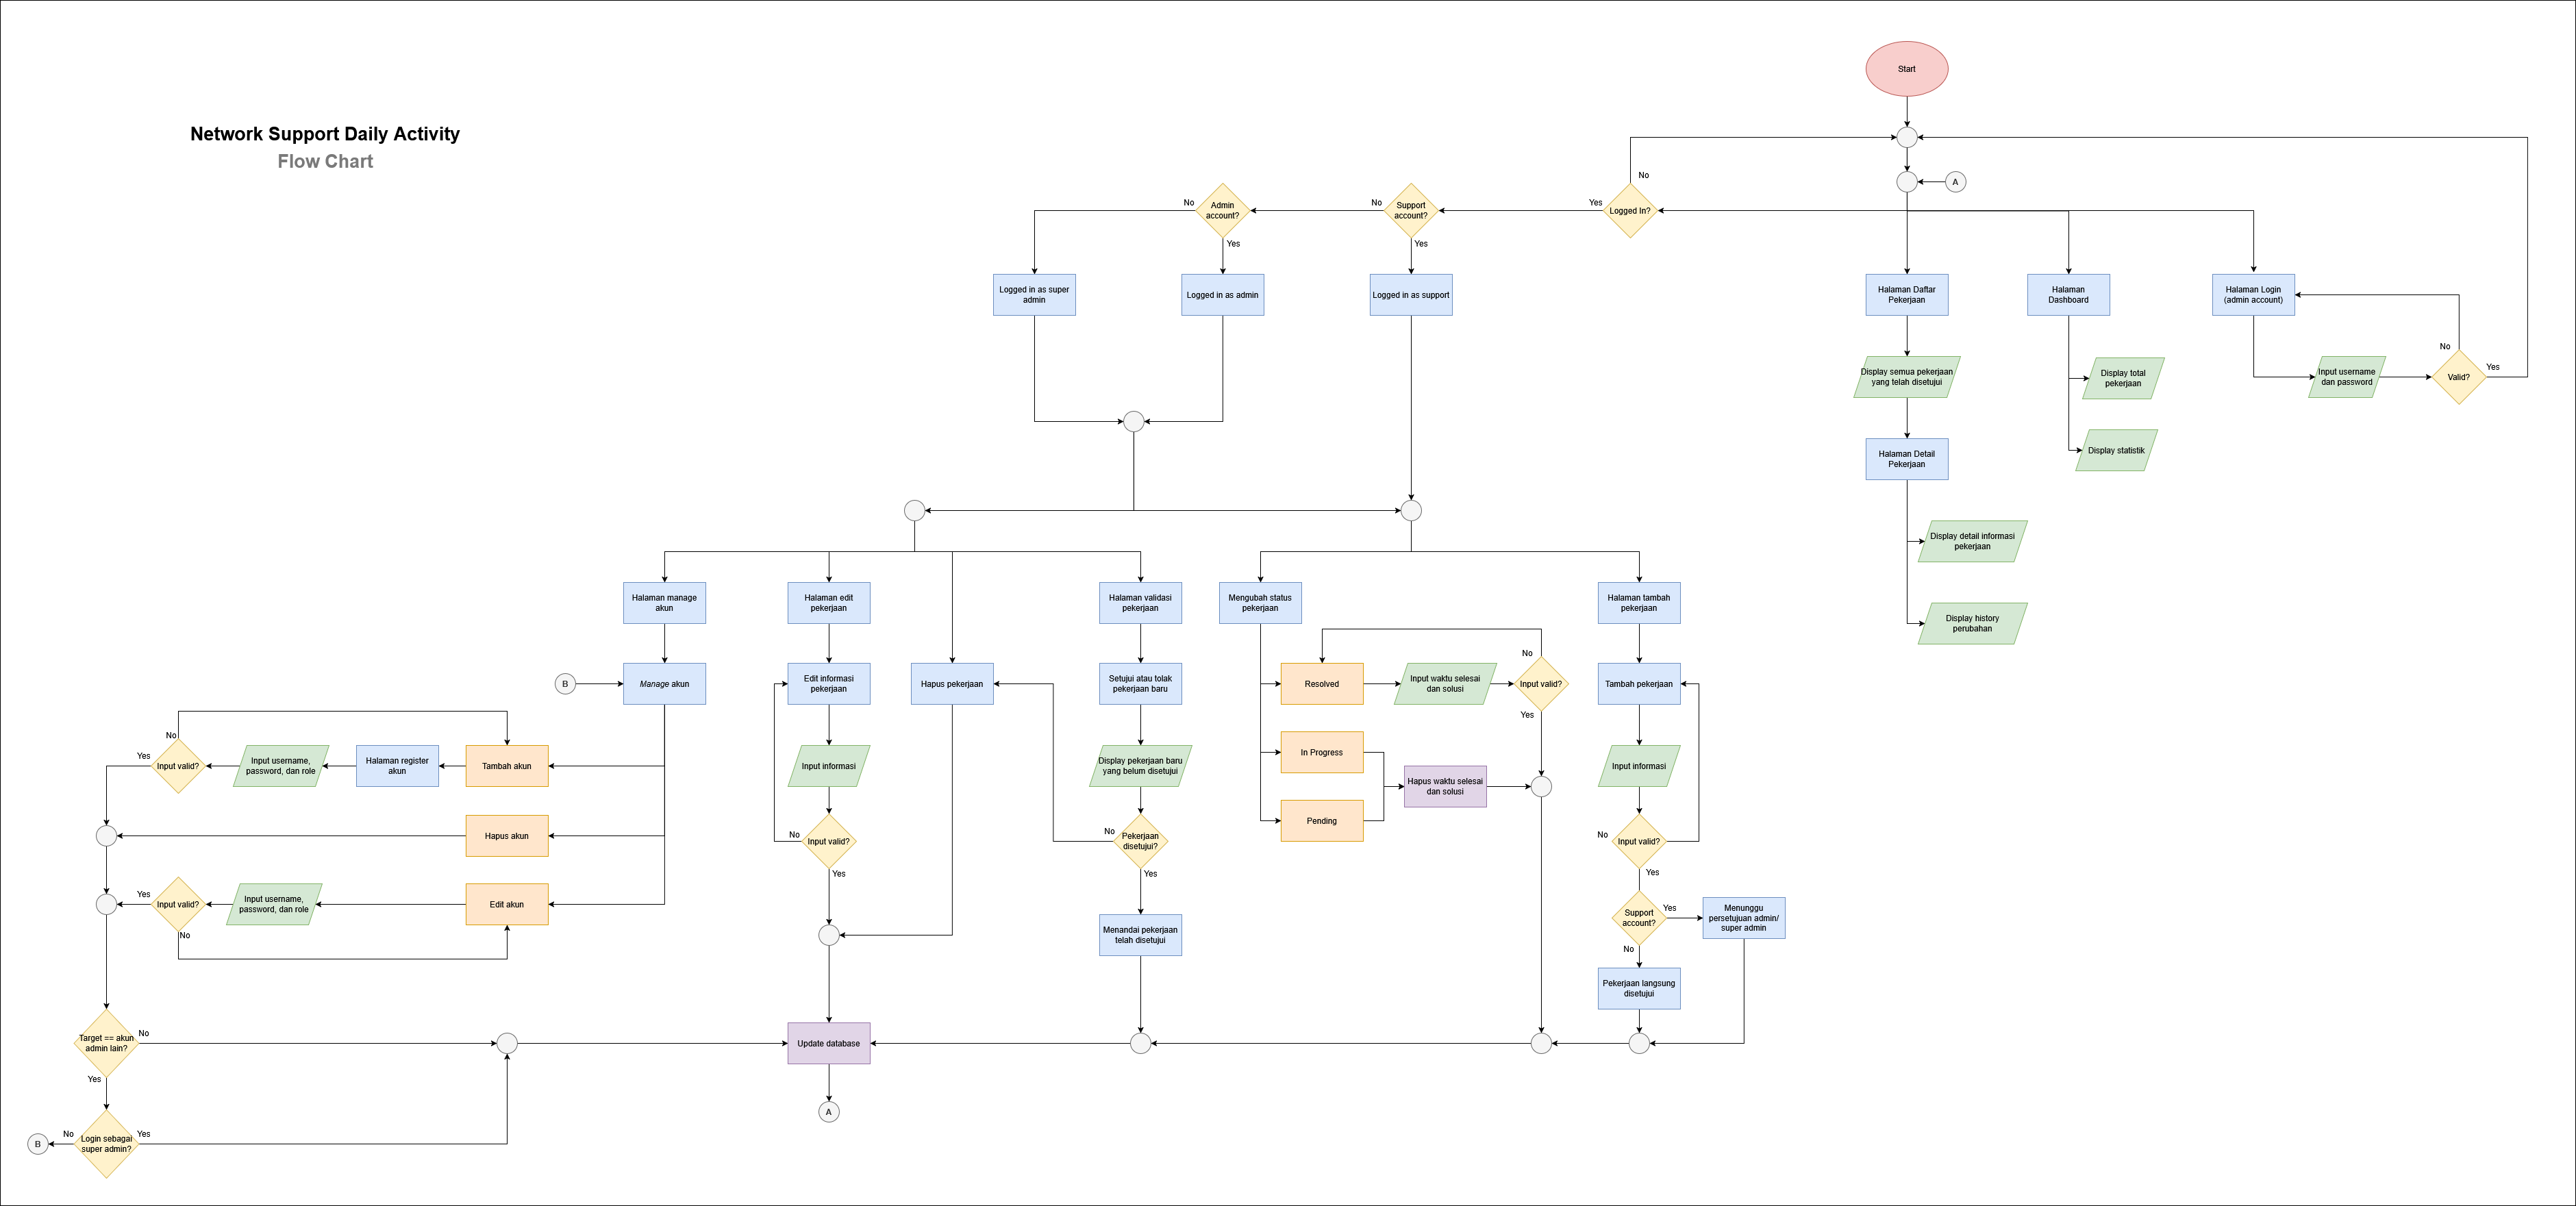 Start
Network Support Daily Activity
Flow Chart
A
No
No
Admin
account?
No
Support
account?
Yes
Logged In?
Yes
Yes
Logged in as super
admin
Logged in as admin
Logged in as support
Halaman Daftar
Pekerjaan
Halaman
Dashboard
Halaman Login
(admin account)
Display semua pekerjaan
yang telah disetujui
Display total
pekerjaan
Input username
dan password
No
Valid?
Yes
Display statistik
Halaman Detail
Pekerjaan
Display detail informasi
pekerjaan
Display history
perubahan
Halaman manage
akun
Halaman edit
pekerjaan
Halaman validasi
pekerjaan
Mengubah status
pekerjaan
Halaman tambah
pekerjaan
B
Manage akun
Edit informasi
pekerjaan
Hapus pekerjaan
Setujui atau tolak
pekerjaan baru
Resolved
Input waktu selesai
dan solusi
No
Input valid?
Yes
Tambah pekerjaan
No
Yes
Input valid?
Input username,
password, dan role
Halaman register
akun
Tambah akun
Input informasi
Display pekerjaan baru
yang belum disetujui
In Progress
Hapus waktu selesai
dan solusi
Input informasi
Pending
Hapus akun
No
Input valid?
Yes
No
Pekerjaan
disetujui?
Yes
No
Input valid?
Yes
Yes
Input valid?
No
Input username,
password, dan role
Edit akun
Menandai pekerjaan
telah disetujui
Support
account?
Yes
No
Menunggu
persetujuan admin/
super admin
Pekerjaan langsung
disetujui
Target == akun
admin lain?
No
Yes
Update database
A
B
No
Login sebagai
super admin?
Yes